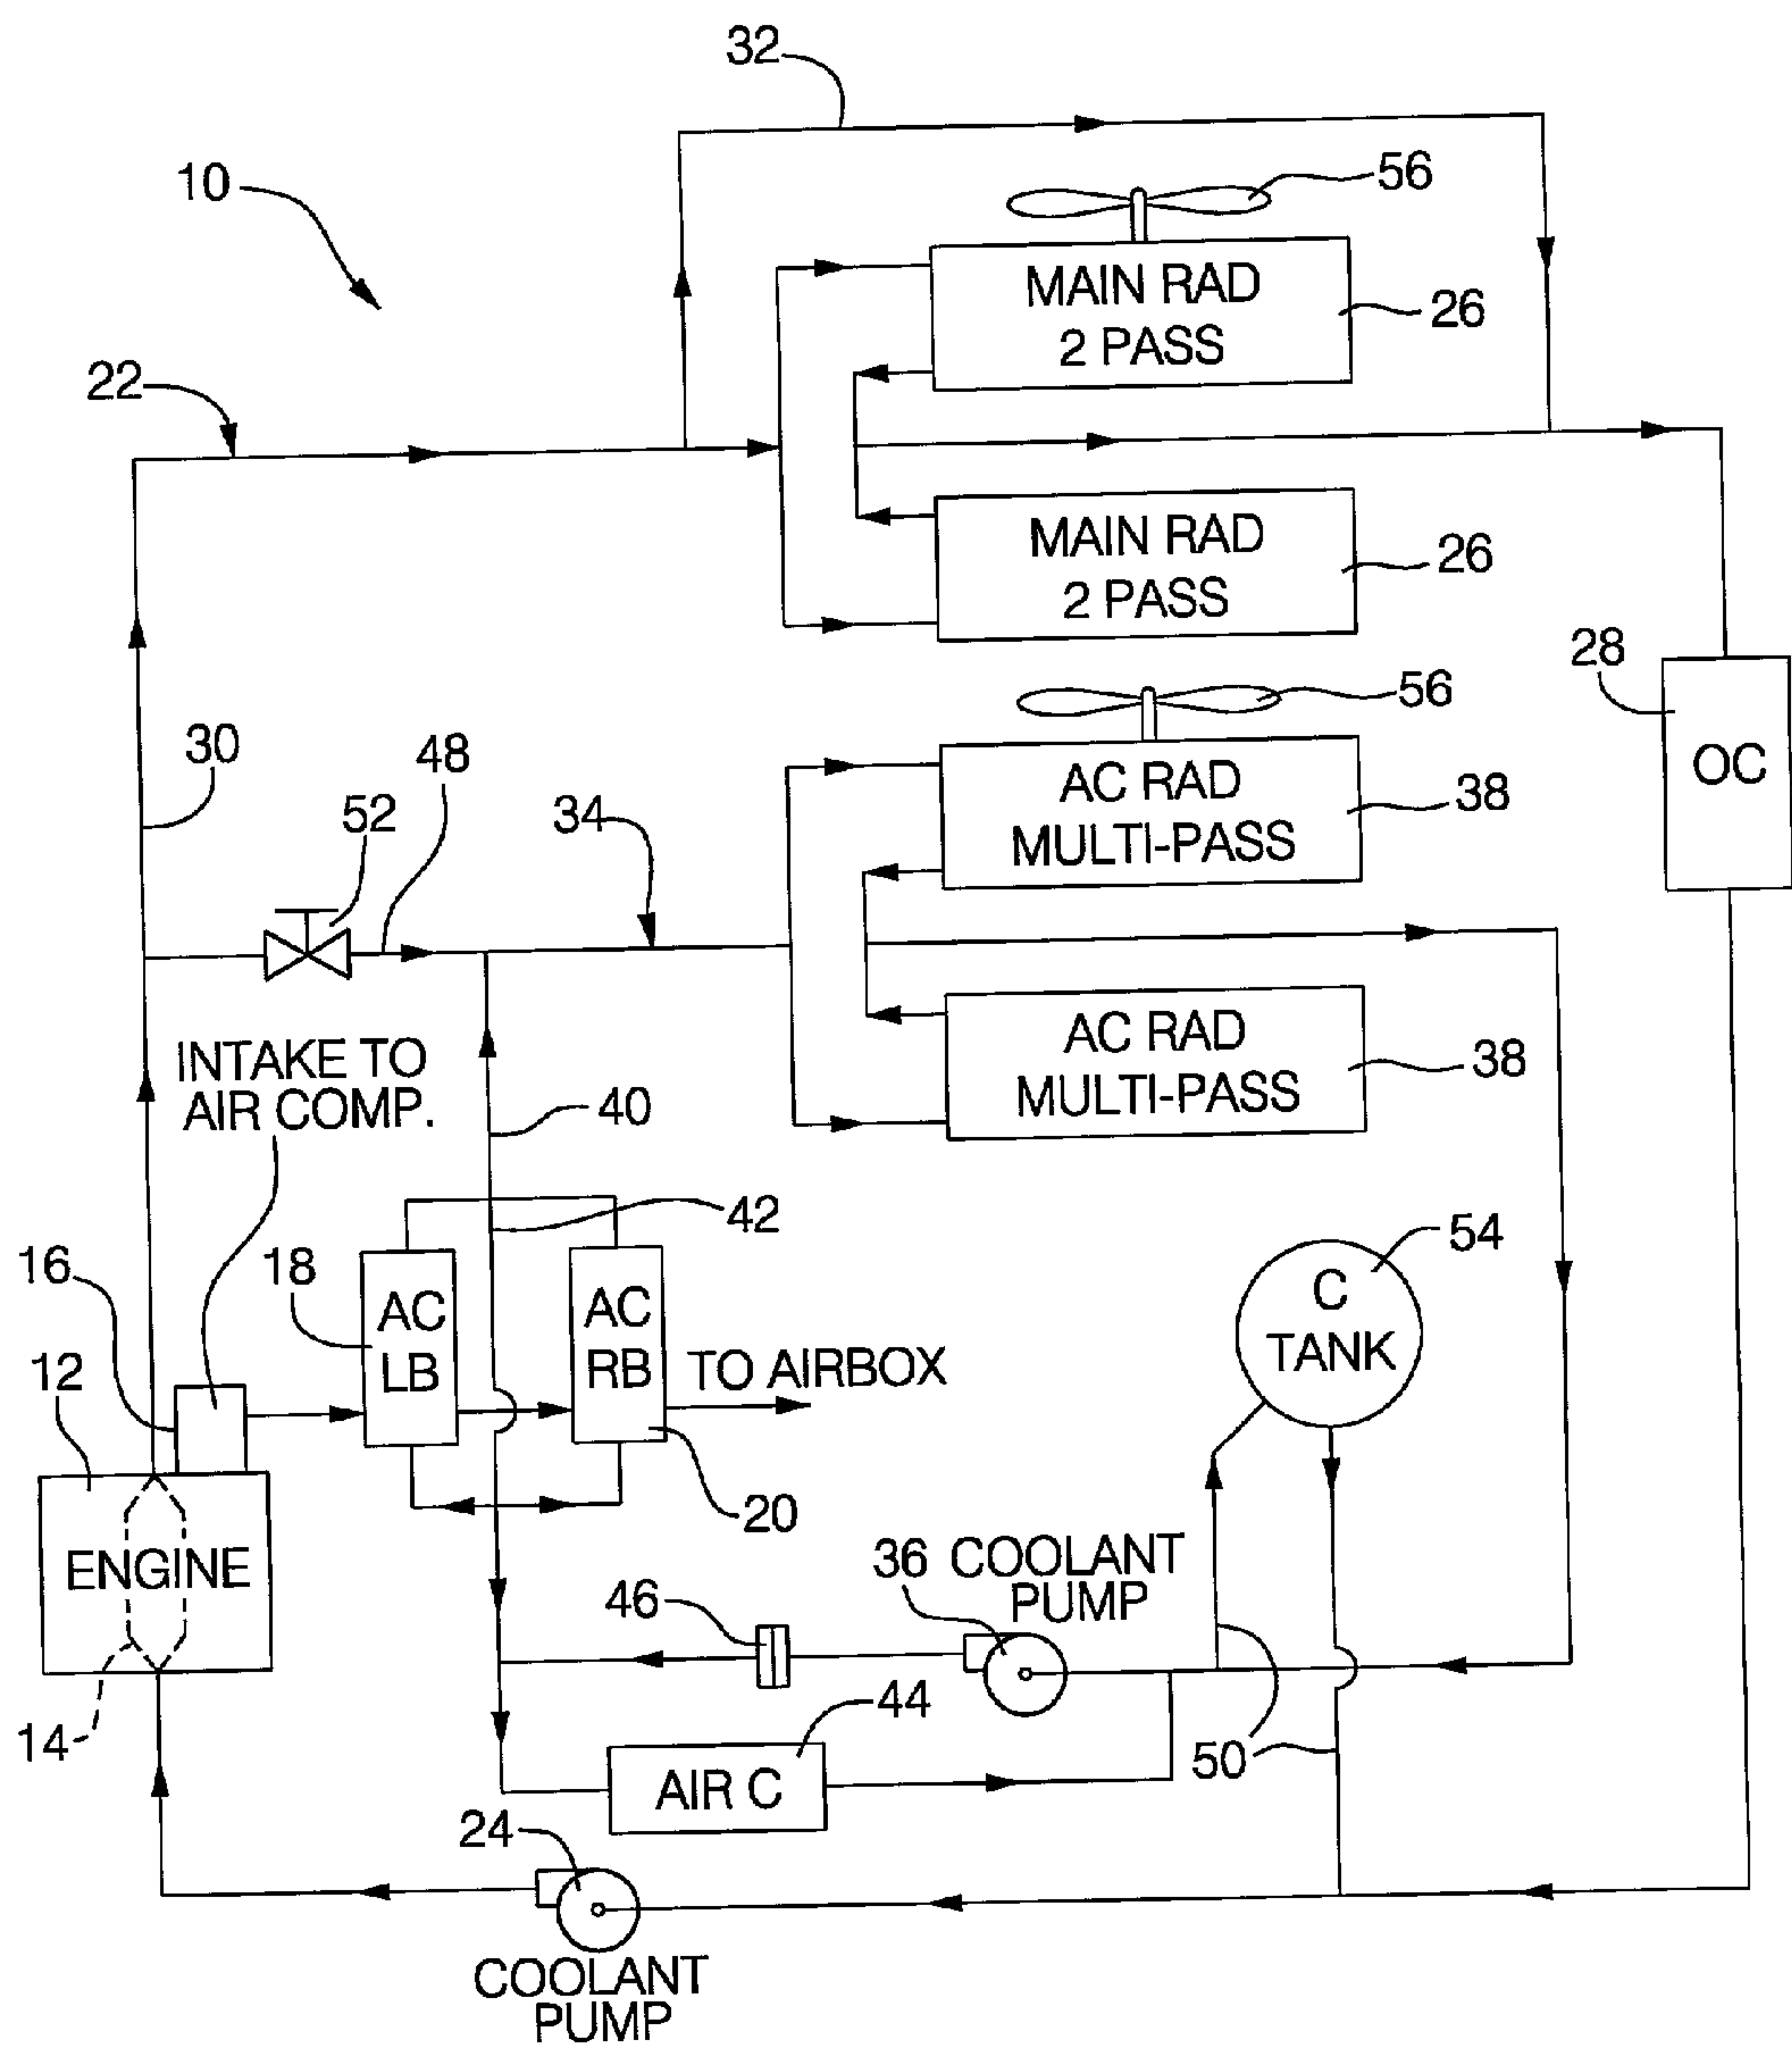 32
10
56
MAIN RAD
2 PASS
26
22
MAIN RAD
2 PASS
26
28
OC
30
48
52
34
56
AC RAD
MULTI-PASS
38
INTAKE TO
AIR COMP.
AC RAD
MULTI-PASS
38
40
42
54
C
TANK
16
18
AC
LB
AC
RB
TO AIRBOX
12
20
ENGINE
36
COOLANT
PUMP
46
14
44
50
AIR C
24
COOLANT
PUMP